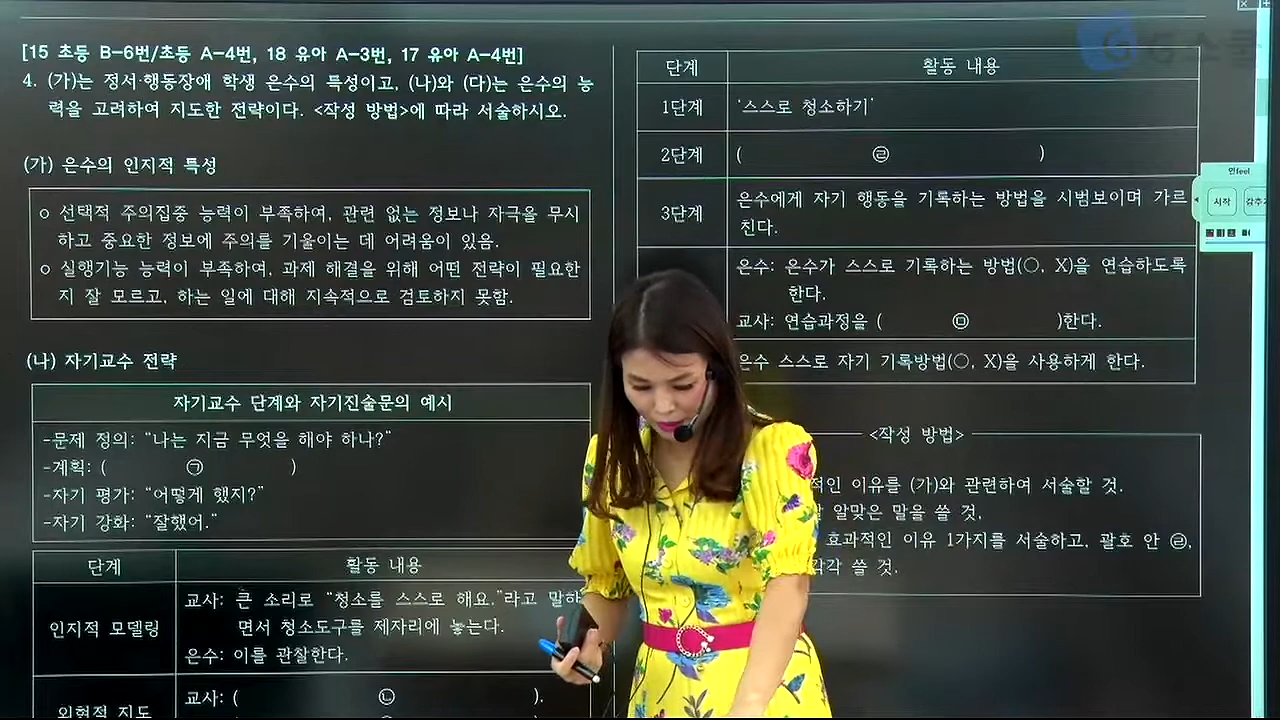 [15 초등 B-6번/초등 A-4번, 18 유아 A-3번, 17 유아 A-4번]
4. (가)는 정서·행동장애 학생 은수의 특성이고, (나)와 (다)는 은수의 능
력을 고려하여 지도한 전략이다. <작성 방법>에 따라 서술하시오.
(가) 은수의 인지적 특성
○ 선택적 주의집중 능력이 부족하여, 관련 없는 정보나 자극을 무시
하고 중요한 정보에 주의를 기울이는 데 어려움이 있음.
○ 실행기능 능력이 부족하여, 과제 해결을 위해 어떤 전략이 필요한
지 잘 모르고, 하는 일에 대해 지속적으로 검토하지 못함.
(나) 자기교수 전략
자기교수 단계와 자기진술문의 예시
-문제 정의: “나는 지금 무엇을 해야 하나?”
-계획: ( ㉠ )
-자기 평가: “어떻게 했지?”
-자기 강화: “잘했어.”
단계 활동 내용
인지적 모델링
교사: 큰 소리로 “청소를 스스로 해요.”라고 말하
면서 청소도구를 제자리에 놓는다.
은수: 이를 관찰한다.
외현적 지도
교사: ( ㉡ ).
단계 활동 내용
1단계 ‘스스로 청소하기’
2단계 ( ㉣ )
3단계
은수에게 자기 행동을 기록하는 방법을 시범보이며 가르
친다.
은수: 은수가 스스로 기록하는 방법(○, X)을 연습하도록
한다.
교사: 연습과정을 ( ㉤ )한다.
은수 스스로 자기 기록방법(○, X)을 사용하게 한다.
<작성 방법>
적인 이유를 (가)와 관련하여 서술할 것.
알맞은 말을 쓸 것.
효과적인 이유 1가지를 서술하고, 괄호 안 ㉣,
각각 쓸 것.
G스쿨
인feel
시작
감추기